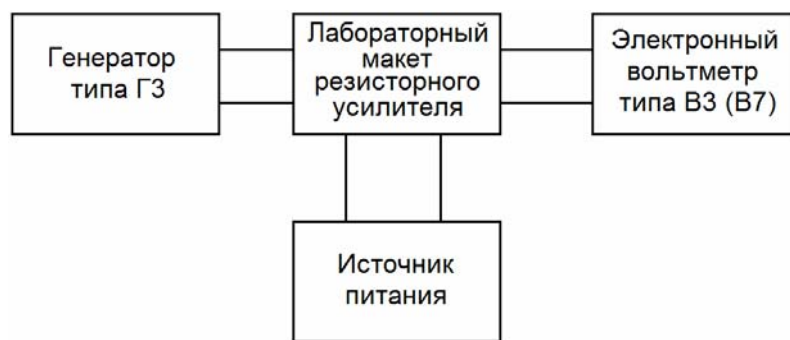 Генератор
типа Г3
Лабораторный
макет
резисторного
усилителя
Электронный
вольтметр
типа В3 (В7)
Источник
питания